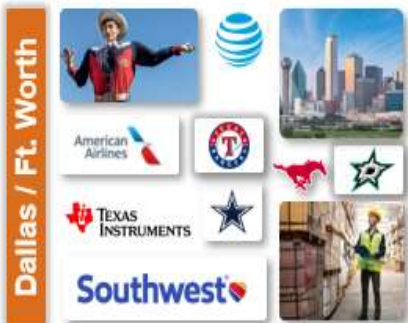 Dallas / Ft. Worth
American
Airlines
T
TEXAS
INSTRUMENTS
Southwest